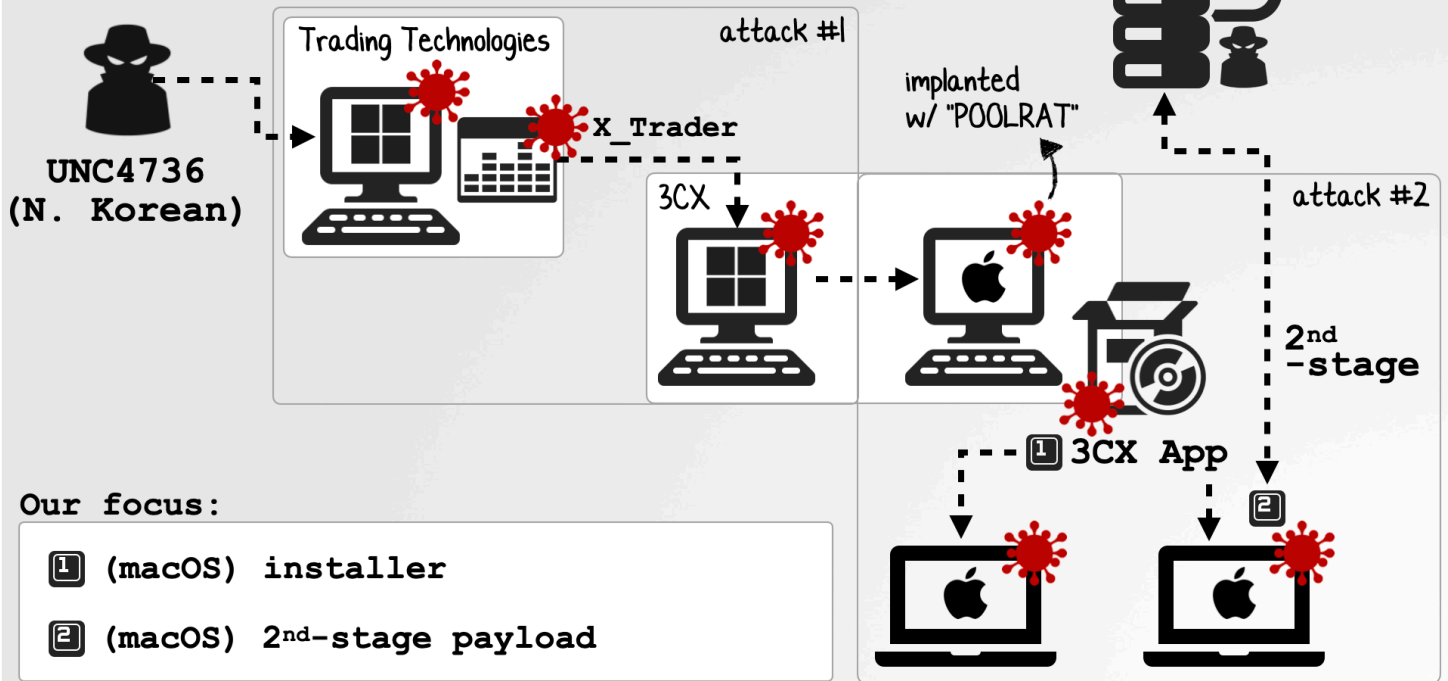 attack #1
Trading Technologies
implanted
w/ "POOLRAT"
X_Trader
UNC4736
(N. Korean)
3CX
attack #2
2nd
-stage
1 3CX App
2
Our focus:
1 (macOS) installer
2 (macOS) 2nd-stage payload